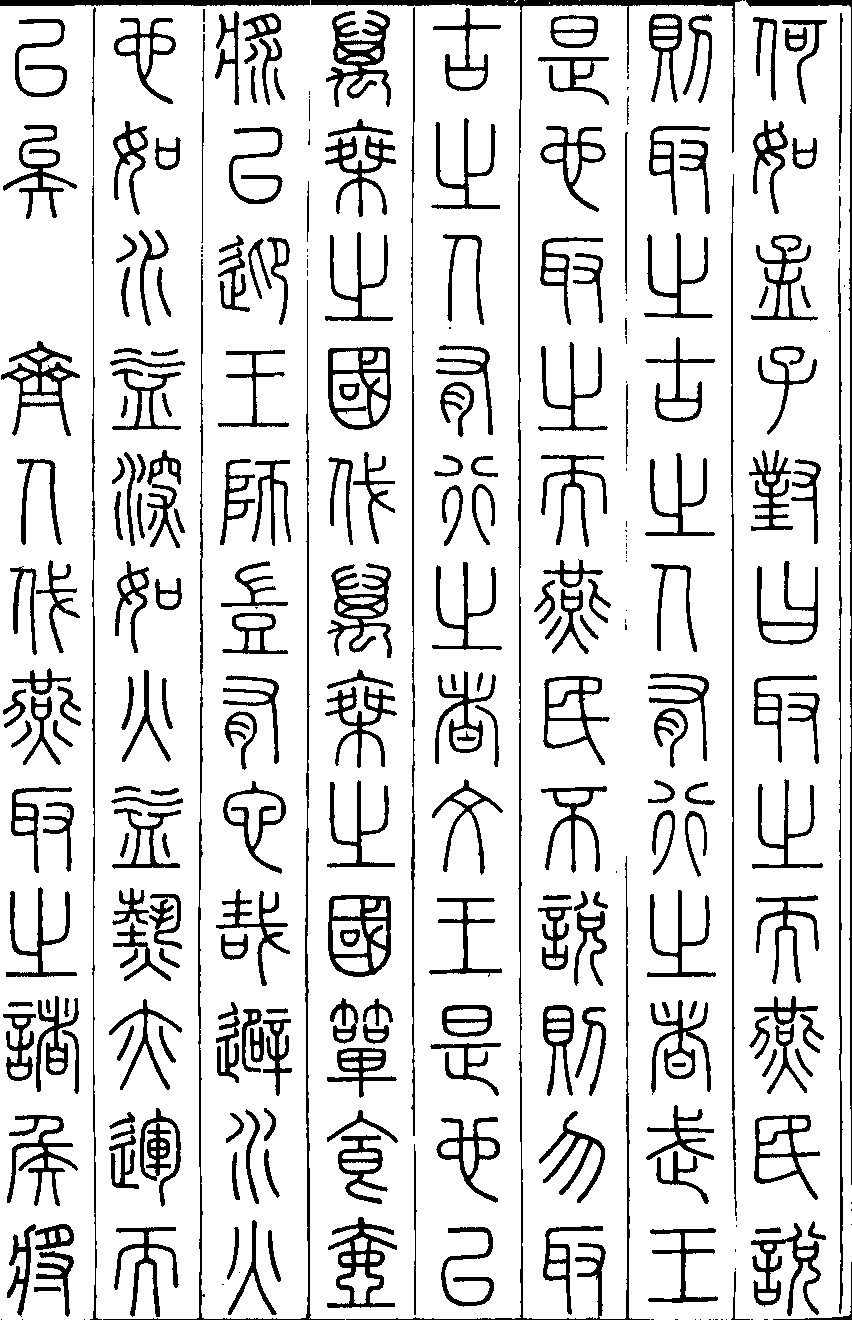 何如孟子對曰取之而燕民說
則取之古之人有行之者武王
是也取之而燕民不說則勿取
古之人有行之者文王是也以
萬乘之國伐萬乘之國簞食壺
漿以迎王師豈有它哉避水火
也如水益深如火益熱亦運而
已矣　齊人伐燕取之諸侯將